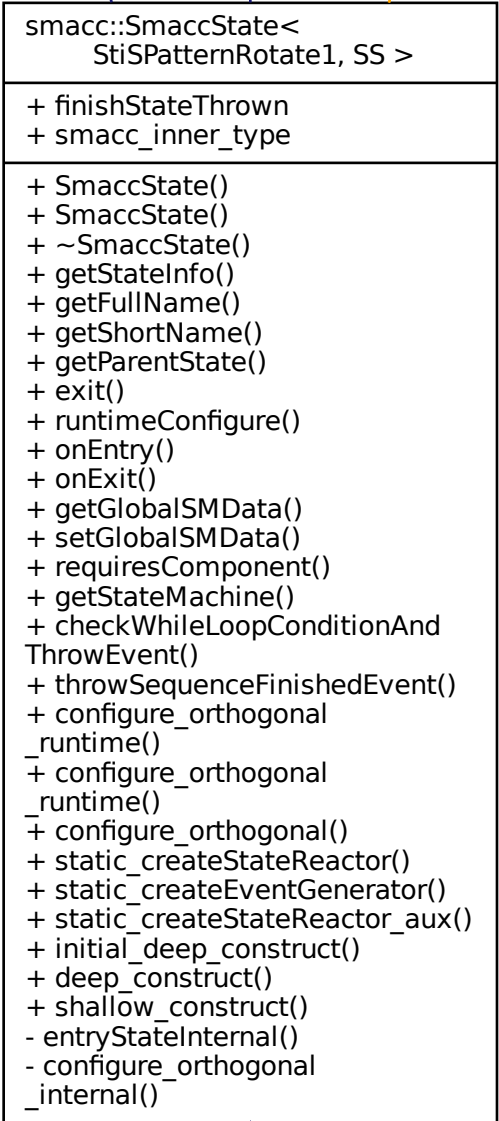 smacc::SmaccState<
StiSPatternRotate1, SS >
+ finishStateThrown
+ smacc_inner_type
+ SmaccState()
+ SmaccState()
+ ~SmaccState()
+ getStateInfo()
+ getFullName()
+ getShortName()
+ getParentState()
+ exit()
+ runtimeConfigure()
+ onEntry()
+ onExit()
+ getGlobalSMData()
+ setGlobalSMData()
+ requiresComponent()
+ getStateMachine()
+ checkWhileLoopConditionAnd
ThrowEvent()
+ throwSequenceFinishedEvent()
+ configure_orthogonal
_runtime()
+ configure_orthogonal
_runtime()
+ configure_orthogonal()
+ static_createStateReactor()
+ static_createEventGenerator()
+ static_createStateReactor_aux()
+ initial_deep_construct()
+ deep_construct()
+ shallow_construct()
- entryStateInternal()
- configure_orthogonal
_internal()